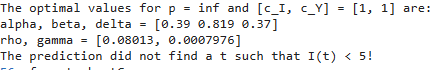 The optimal values for p = inf and [c_I, c_Y] = [1, 1] are:
alpha, beta, delta = [0.39 0.819 0.37]
rho, gamma = [0.08013, 0.0007976]
The prediction did not find a t such that I(t) < 5!